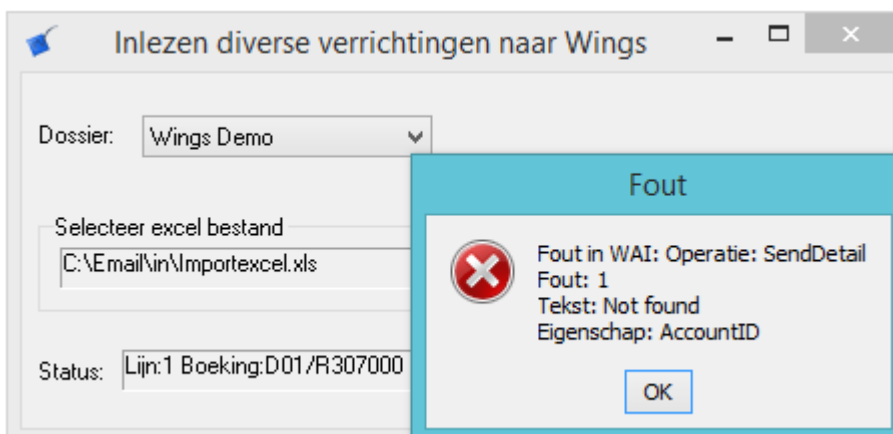 Inlezen diverse verrichtingen naar Wings
Dossier:
Wings Demo
Selecteer excel bestand
C:\Email\in\Importexcel.xls
Status:
Lijn:1 Boeking:D01/R307000
Fout
Fout in WAI: Operatie: SendDetail
Fout: 1
Tekst: Not found
Eigenschap: AccountID
OK